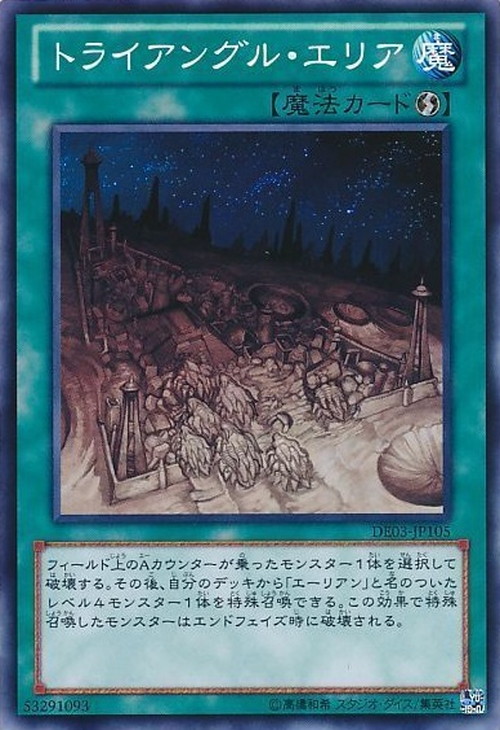 トライアングル・エリア 魔
【魔法カード】
DE03-JP105
フィールド上のAカウンターが乗ったモンスター1体を選択して
破壊する。その後、自分のデッキから「エーリアン」と名のついた
レベル4モンスター1体を特殊召喚できる。この効果で特殊
召喚したモンスターはエンドフェイズ時に破壊される。
53291093
©高橋和希 スタジオ・ダイス/集英社